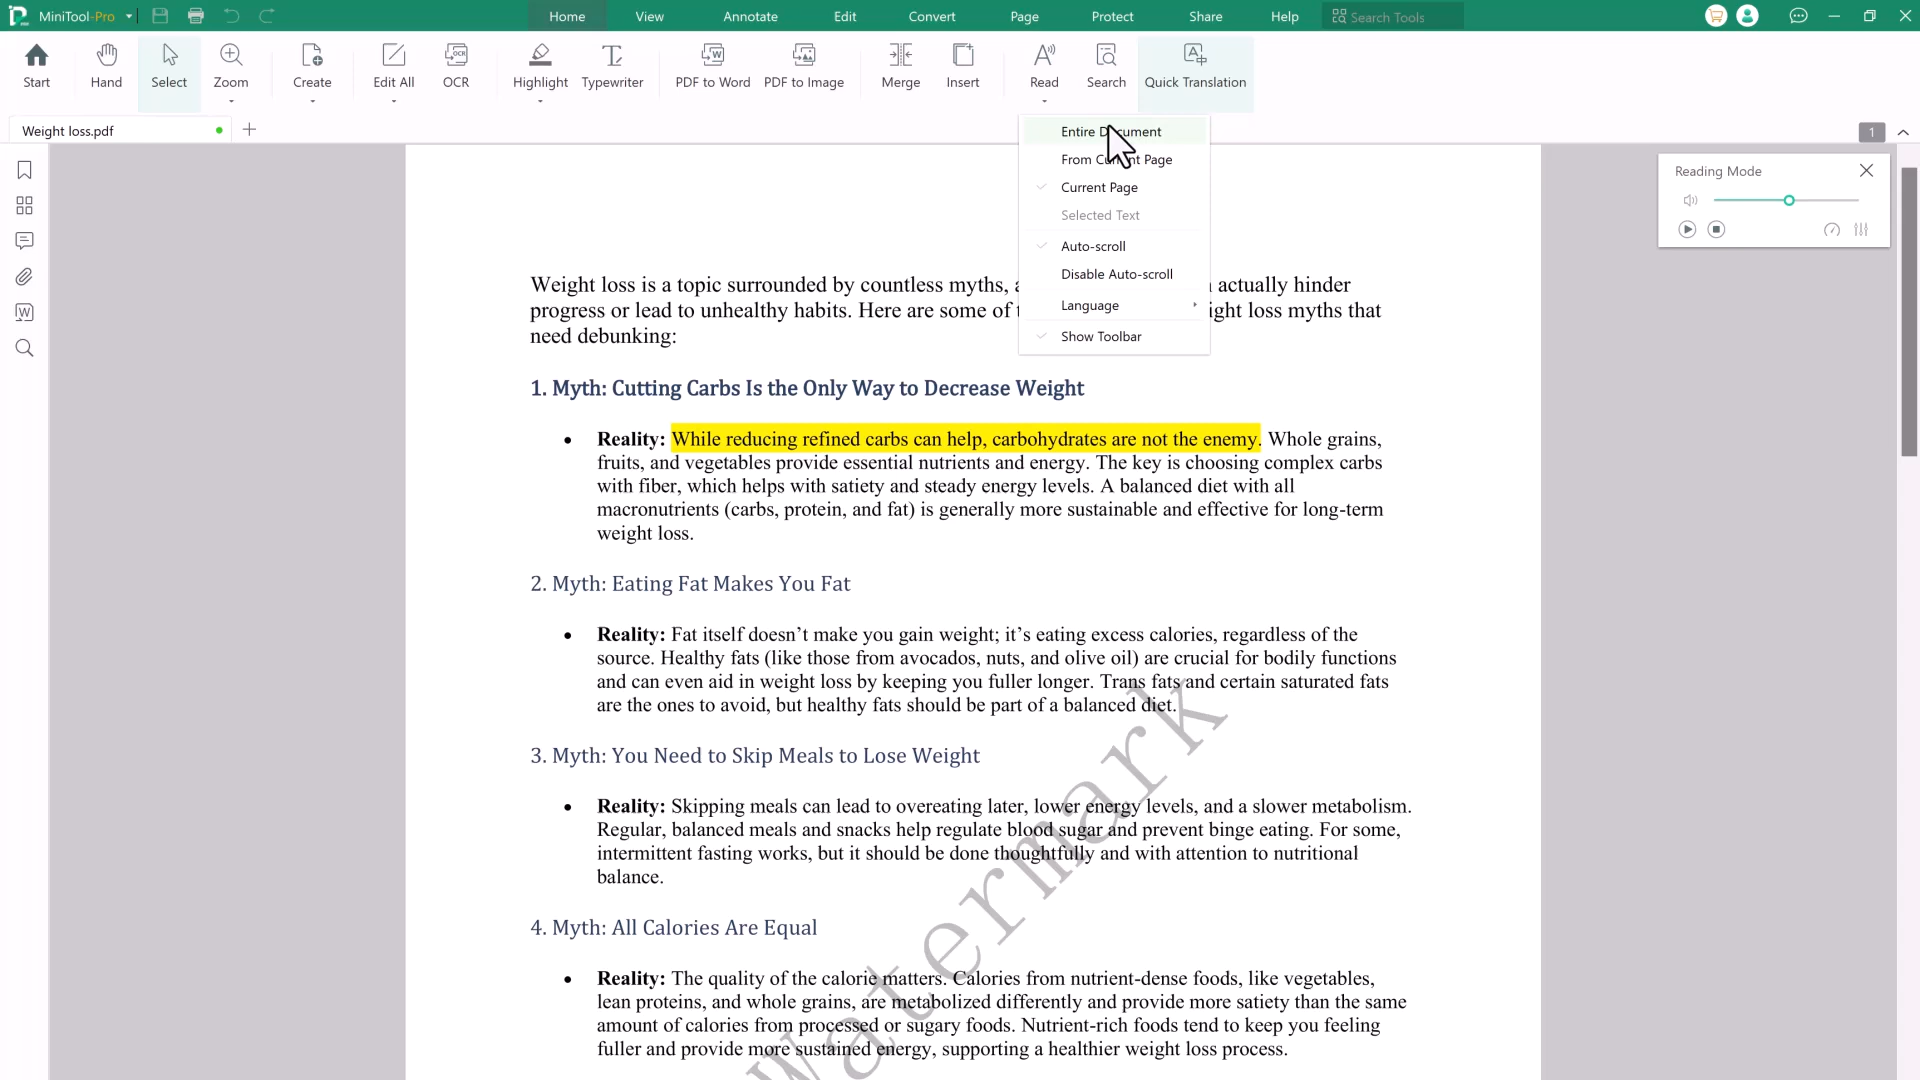 MiniTool-Pro
Home View Annotate Edit Convert Page Protect Share Help Search Tools
Start Hand Select Zoom Create Edit All OCR Highlight Typewriter PDF to Word PDF to Image Merge Insert Read Search Quick Translation
Weight loss.pdf
1
Entire Document
From Current Page
Current Page
Selected Text
Auto-scroll
Disable Auto-scroll
Language
Show Toolbar
Reading Mode
Weight loss is a topic surrounded by countless myths, actually hinder
progress or lead to unhealthy habits. Here are some of ight loss myths that
need debunking:
1. Myth: Cutting Carbs Is the Only Way to Decrease Weight
• Reality: While reducing refined carbs can help, carbohydrates are not the enemy. Whole grains,
fruits, and vegetables provide essential nutrients and energy. The key is choosing complex carbs
with fiber, which helps with satiety and steady energy levels. A balanced diet with all
macronutrients (carbs, protein, and fat) is generally more sustainable and effective for long-term
weight loss.
2. Myth: Eating Fat Makes You Fat
• Reality: Fat itself doesn’t make you gain weight; it’s eating excess calories, regardless of the
source. Healthy fats (like those from avocados, nuts, and olive oil) are crucial for bodily functions
and can even aid in weight loss by keeping you fuller longer. Trans fats and certain saturated fats
are the ones to avoid, but healthy fats should be part of a balanced diet.
3. Myth: You Need to Skip Meals to Lose Weight
• Reality: Skipping meals can lead to overeating later, lower energy levels, and a slower metabolism.
Regular, balanced meals and snacks help regulate blood sugar and prevent binge eating. For some,
intermittent fasting works, but it should be done thoughtfully and with attention to nutritional
balance.
4. Myth: All Calories Are Equal
• Reality: The quality of the calorie matters. Calories from nutrient-dense foods, like vegetables,
lean proteins, and whole grains, are metabolized differently and provide more satiety than the same
amount of calories from processed or sugary foods. Nutrient-rich foods tend to keep you feeling
fuller and provide more sustained energy, supporting a healthier weight loss process.
Watermark